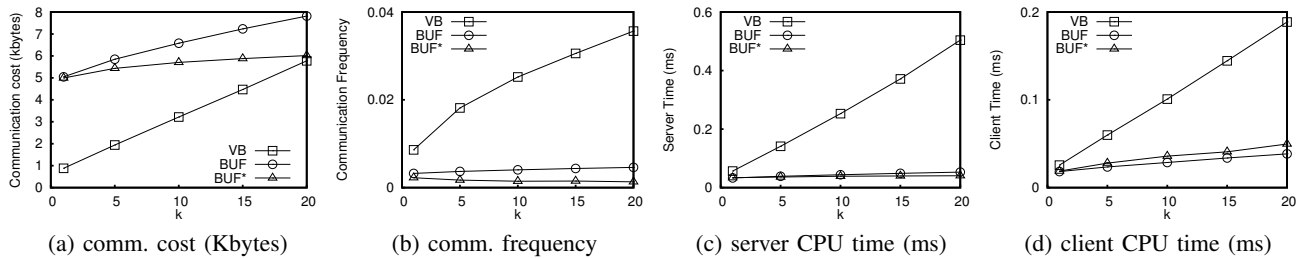 Communication cost (kbytes)
8
7
6
5
4
3
2
1
0
VB
BUF
BUF*
0 5 10 15 20
k
(a) comm. cost (Kbytes)
Communication Frequency
0.04
0.02
0
VB
BUF
BUF*
0 5 10 15 20
k
(b) comm. frequency
Server Time (ms)
0.6
0.4
0.2
0.0
VB
BUF
BUF*
0 5 10 15 20
k
(c) server CPU time (ms)
Client Time (ms)
0.2
0.1
0
VB
BUF
BUF*
0 5 10 15 20
k
(d) client CPU time (ms)